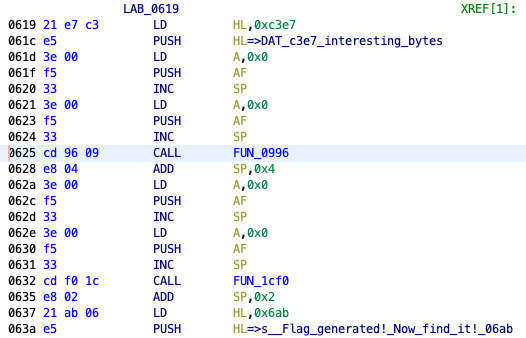 LAB_0619 XREF[1]:
0619 21 e7 c3 LD HL,0xc3e7
061c e5 PUSH HL=>DAT_c3e7_interesting_bytes
061d 3e 00 LD A,0x0
061f f5 PUSH AF
0620 33 INC SP
0621 3e 00 LD A,0x0
0623 f5 PUSH AF
0624 33 INC SP
0625 cd 96 09 CALL FUN_0996
0628 e8 04 ADD SP,0x4
062a 3e 00 LD A,0x0
062c f5 PUSH AF
062d 33 INC SP
062e 3e 00 LD A,0x0
0630 f5 PUSH AF
0631 33 INC SP
0632 cd f0 1c CALL FUN_1cf0
0635 e8 02 ADD SP,0x2
0637 21 ab 06 LD HL,0x6ab
063a e5 PUSH HL=>s__Flag_generated!_Now_find_it!_06ab